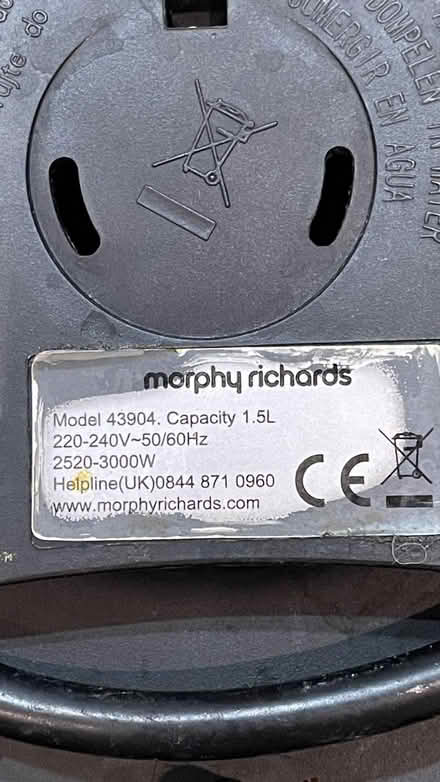 DOMPELEN IN WATER
SUMERGIR EN AGUA
morphy richards
Model 43904. Capacity 1.5L
220-240V~50/60Hz
2520-3000W
Helpline(UK)0844 871 0960
www.morphyrichards.com
CE